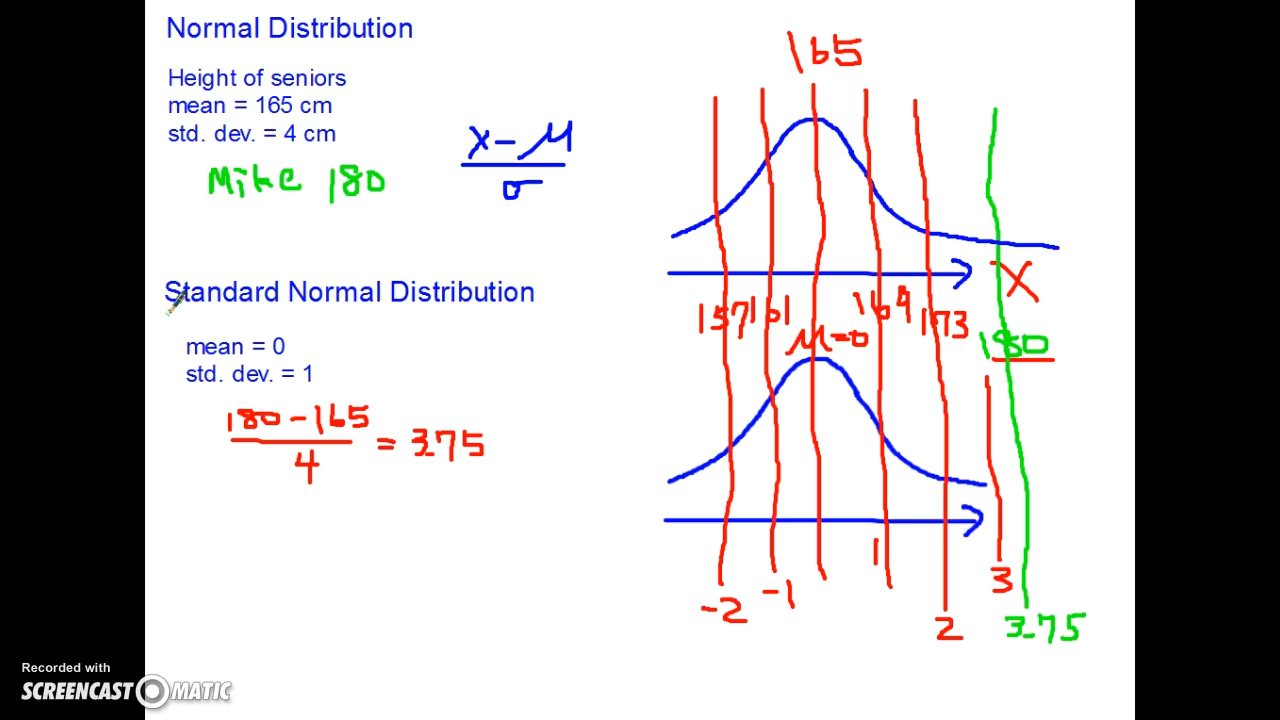 Normal Distribution
Height of seniors
mean = 165 cm
std. dev. = 4 cm
Mike 180
X - μ
σ
Standard Normal Distribution
mean = 0
std. dev. = 1
180 - 165
4
= 3.75
165
X
157 161 169 173
180
μ=0
-2 -1 1 2 3 3.75
Recorded with
SCREENCAST MATIC